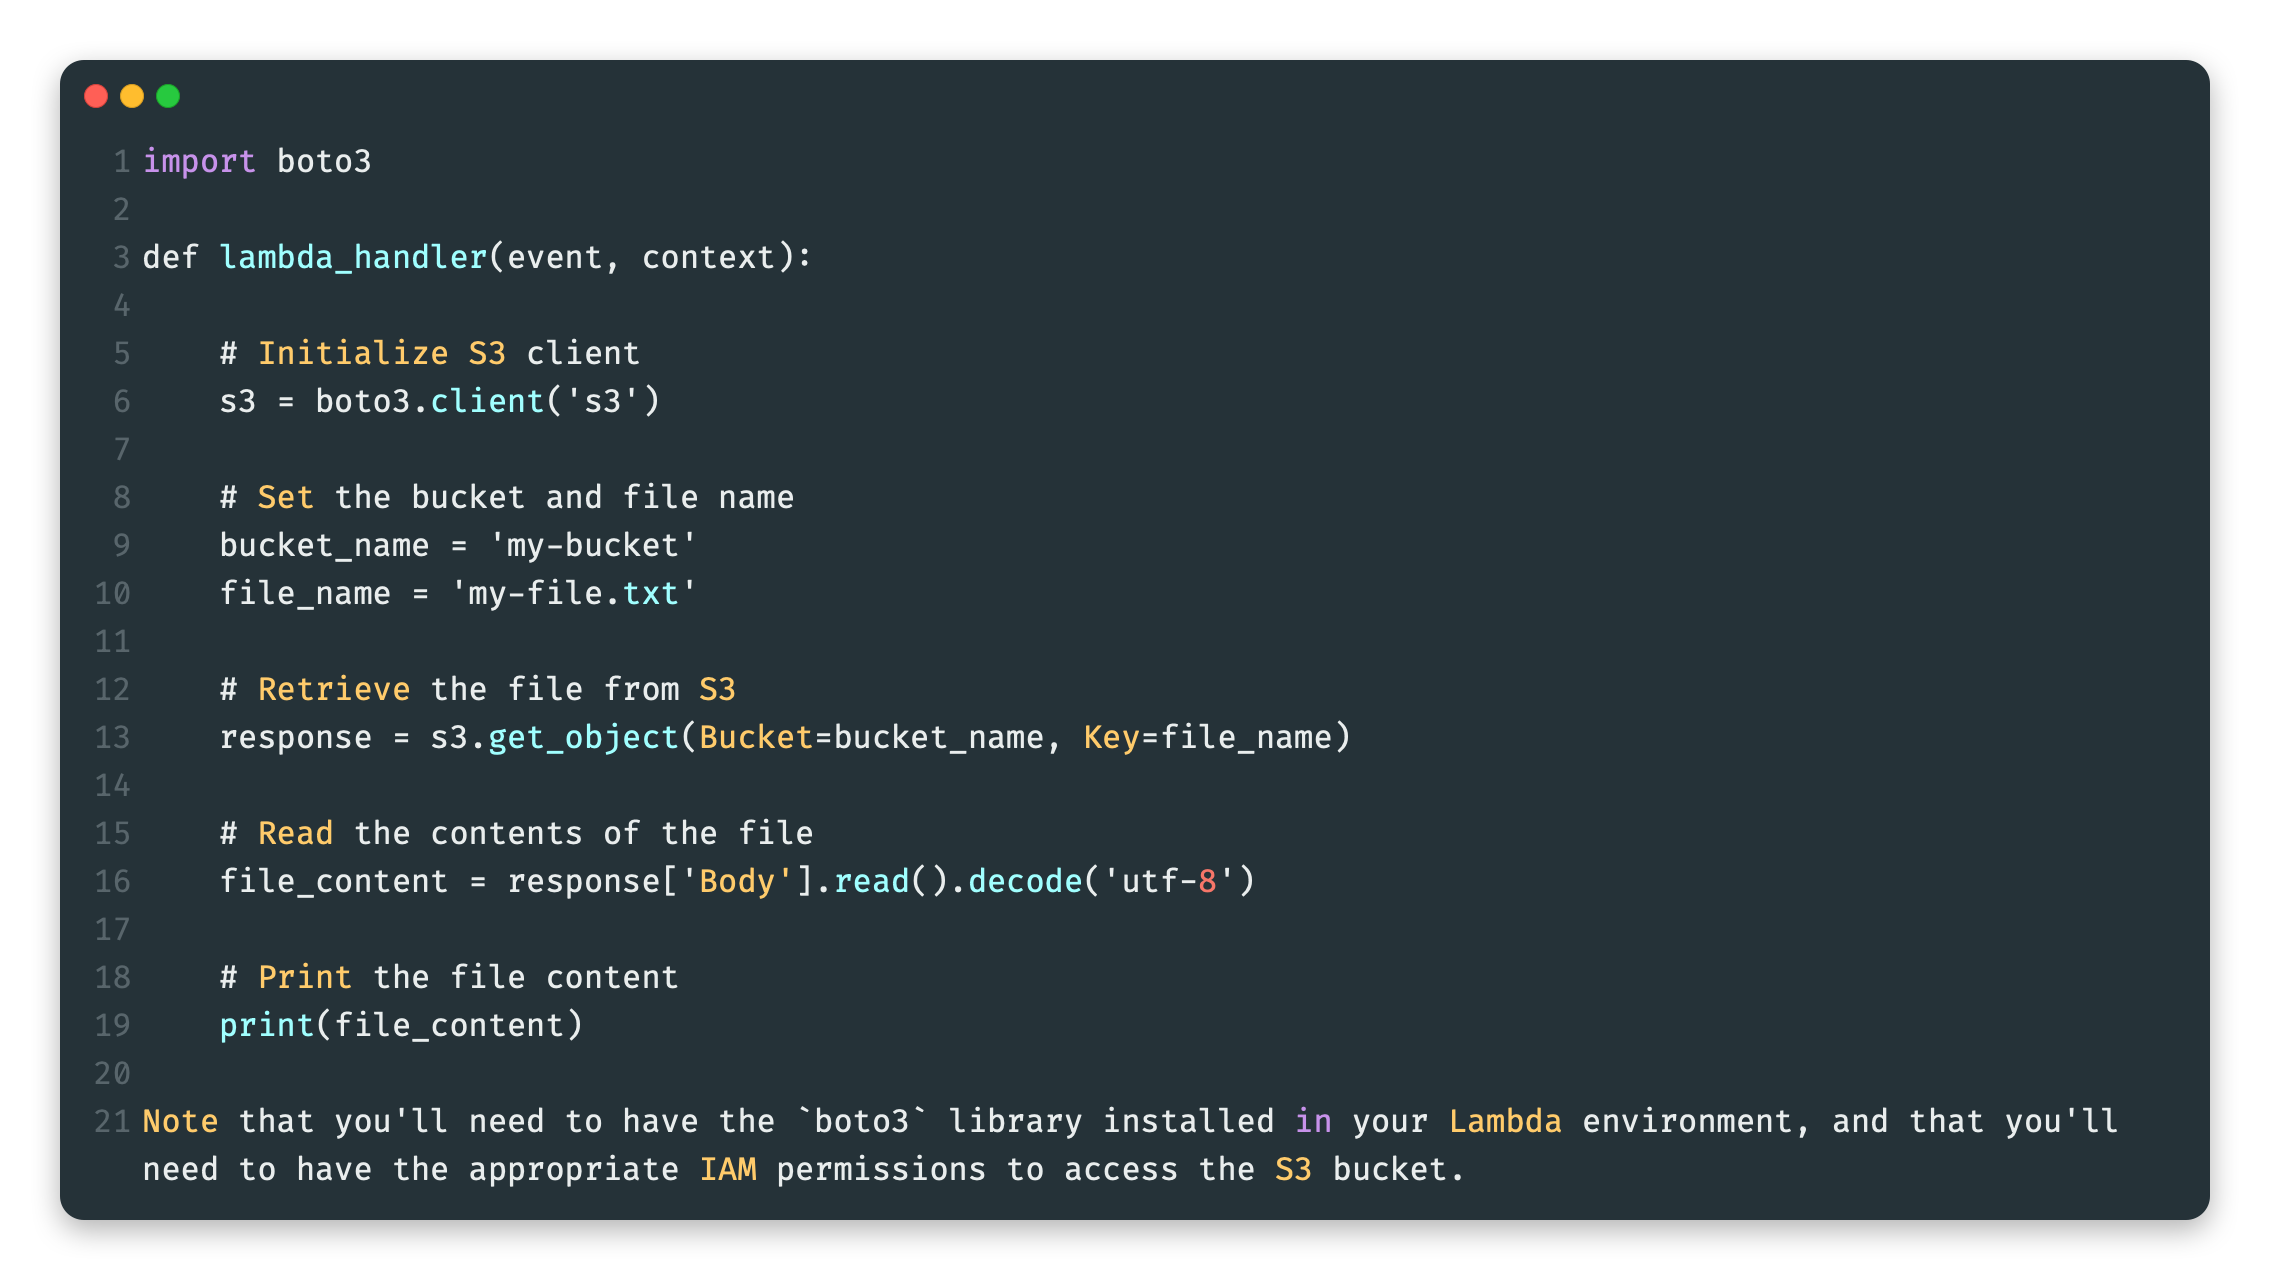 1 import boto3
2
3 def lambda_handler(event, context):
4
5     # Initialize S3 client
6     s3 = boto3.client('s3')
7
8     # Set the bucket and file name
9     bucket_name = 'my-bucket'
10     file_name = 'my-file.txt'
11
12     # Retrieve the file from S3
13     response = s3.get_object(Bucket=bucket_name, Key=file_name)
14
15     # Read the contents of the file
16     file_content = response['Body'].read().decode('utf-8')
17
18     # Print the file content
19     print(file_content)
20
21 Note that you'll need to have the `boto3` library installed in your Lambda environment, and that you'll
need to have the appropriate IAM permissions to access the S3 bucket.